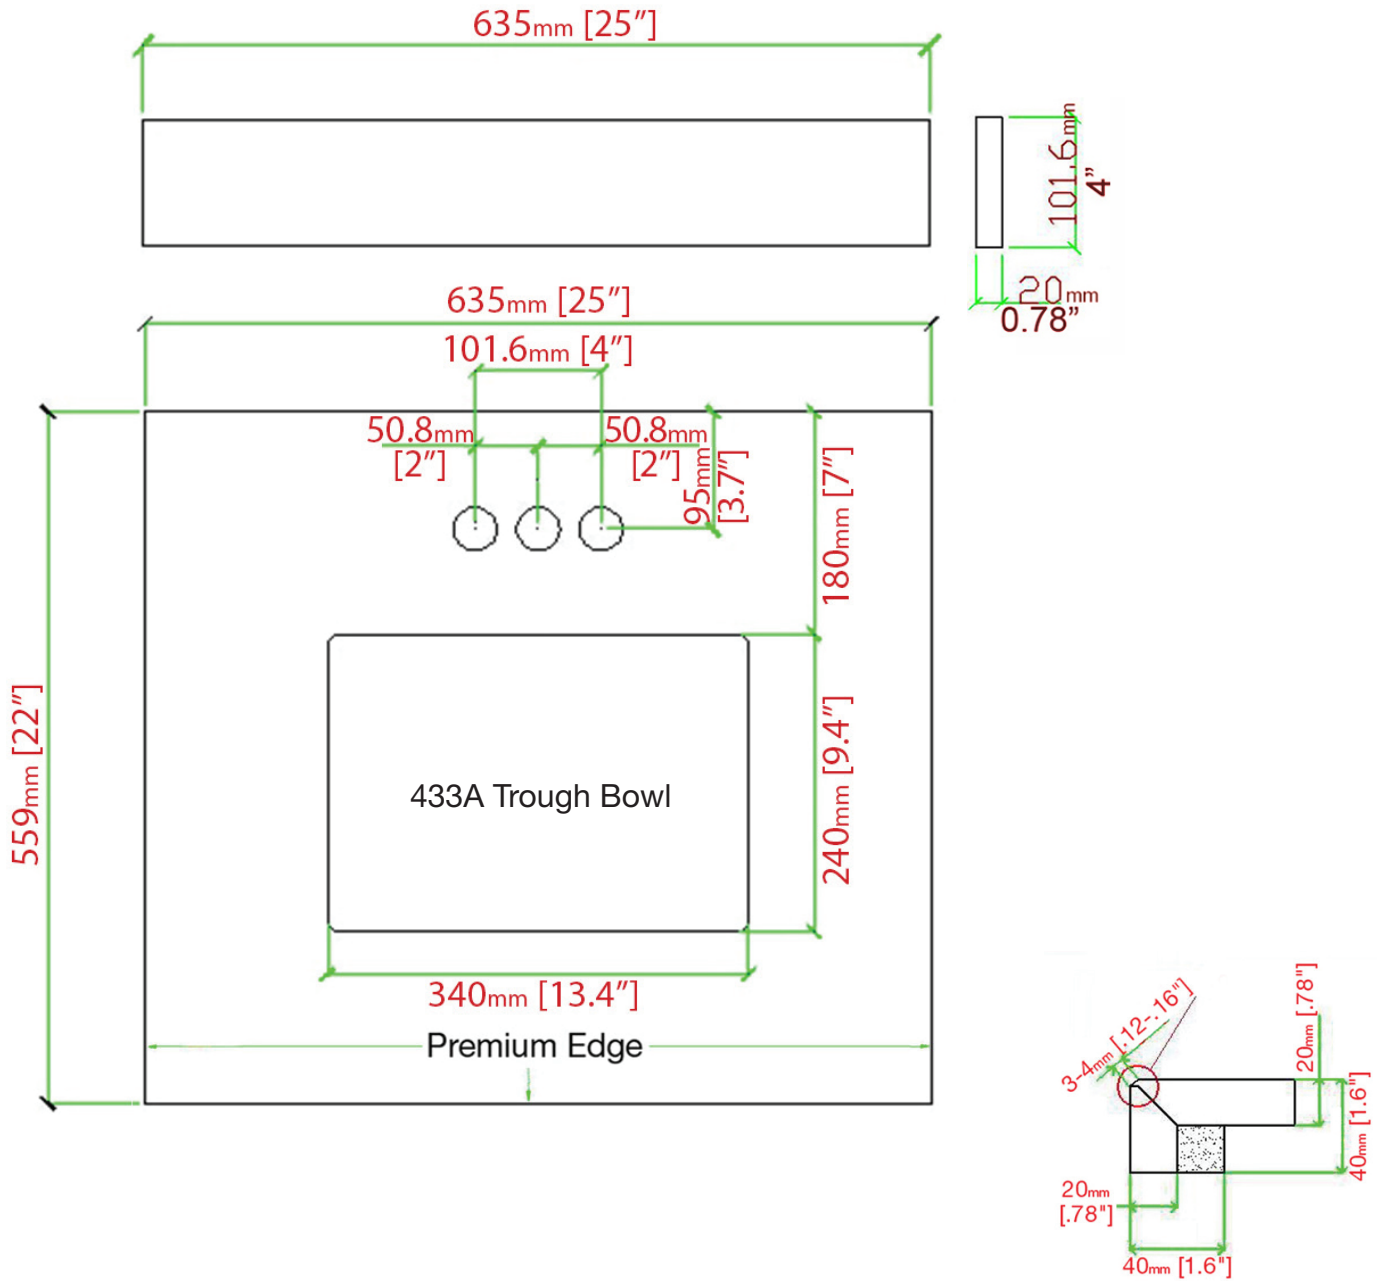 635mm [25″]
101.6mm
4”
20mm
0.78”
635mm [25″]
101.6mm [4″]
50.8mm
[2″]
50.8mm
[2″]
95mm
[3.7″]
180mm [7″]
559mm [22″]
240mm [9.4″]
433A Trough Bowl
340mm [13.4″]
Premium Edge
3-4mm [.12-.16"]
20mm [.78"]
40mm [1.6"]
20mm
[.78"]
40mm [1.6"]